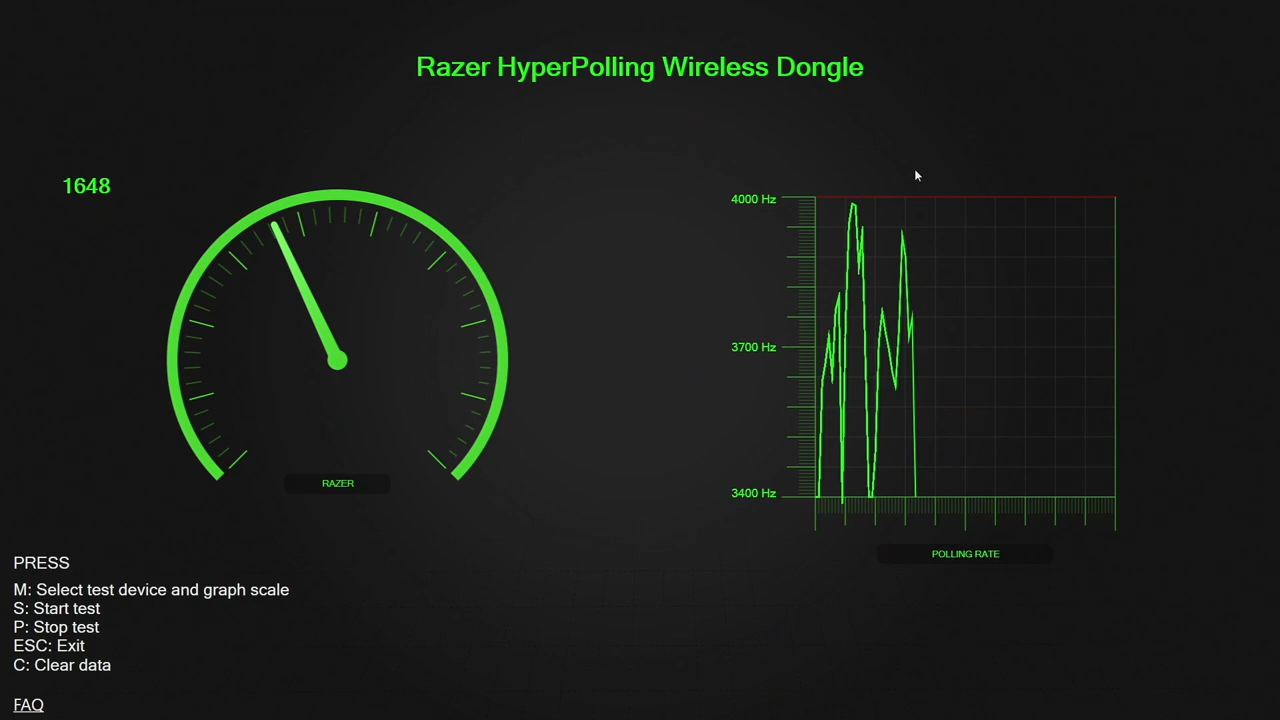 Razer HyperPolling Wireless Dongle
1648
4000 Hz
3700 Hz
3400 Hz
RAZER
POLLING RATE
PRESS
M: Select test device and graph scale
S: Start test
P: Stop test
ESC: Exit
C: Clear data
FAQ